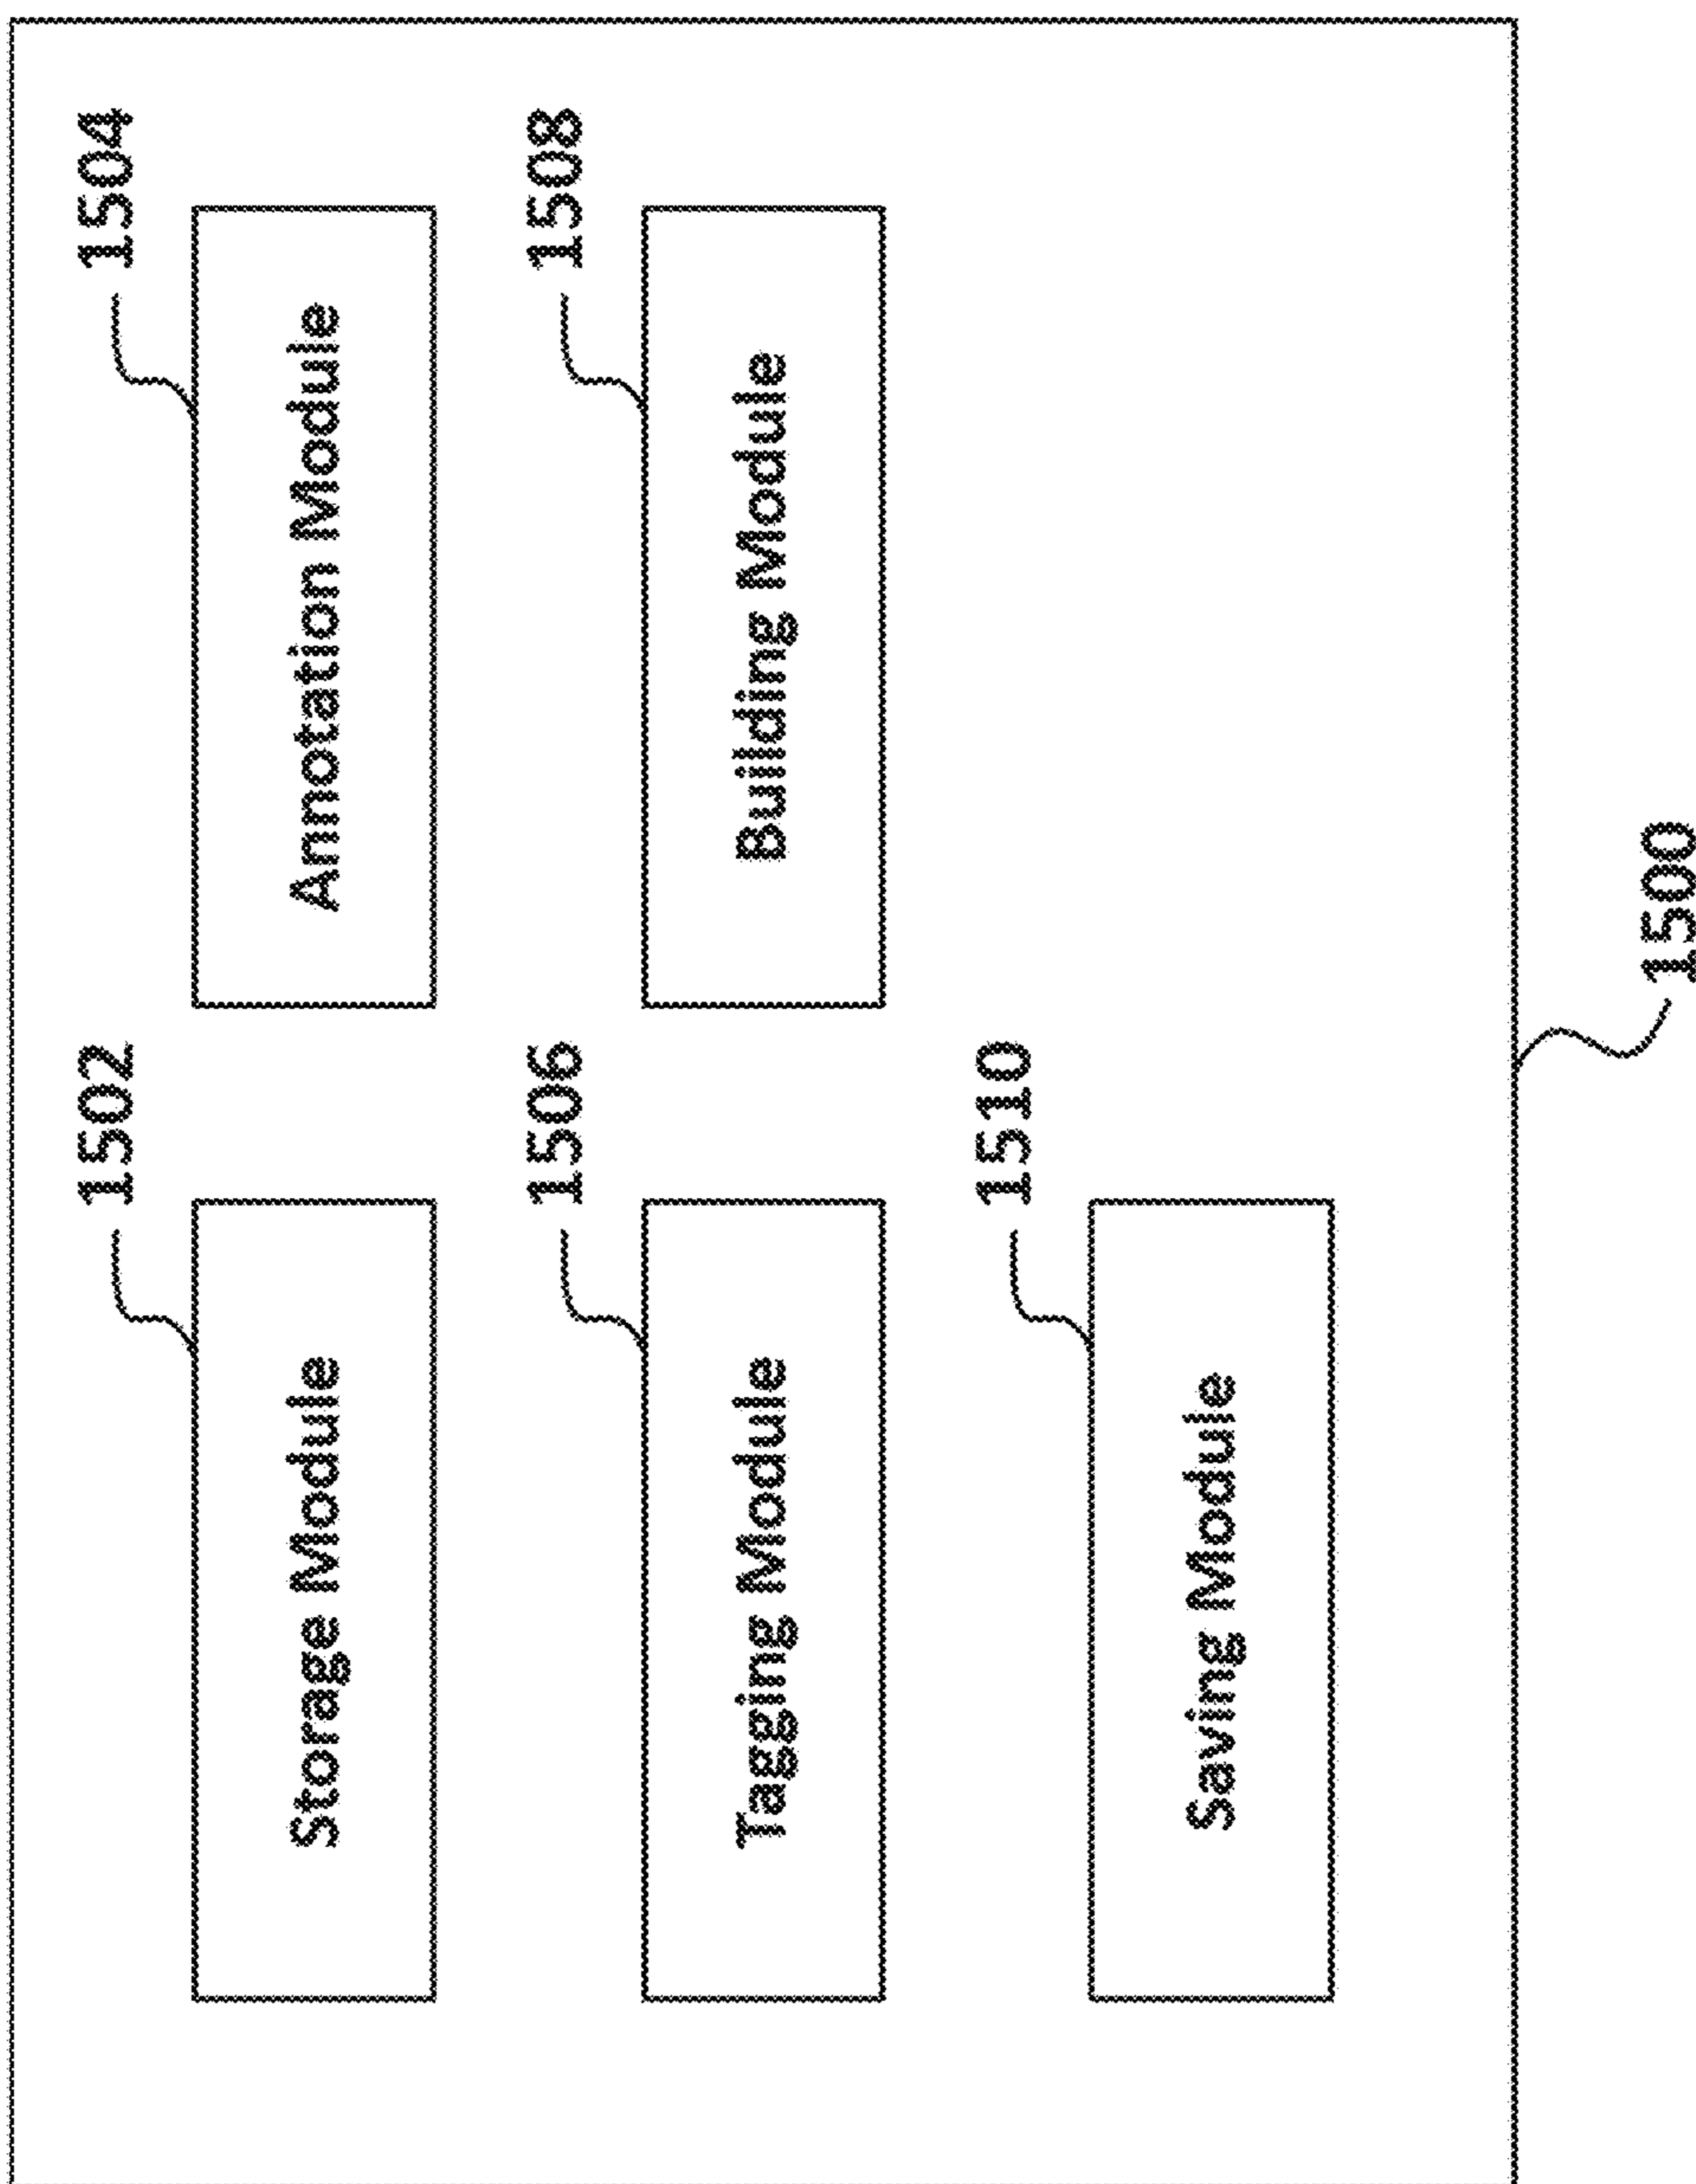 1502
1504
Storage Module
Annotation Module
1506
1508
Tagging Module
Building Module
1510
Saving Module
1500